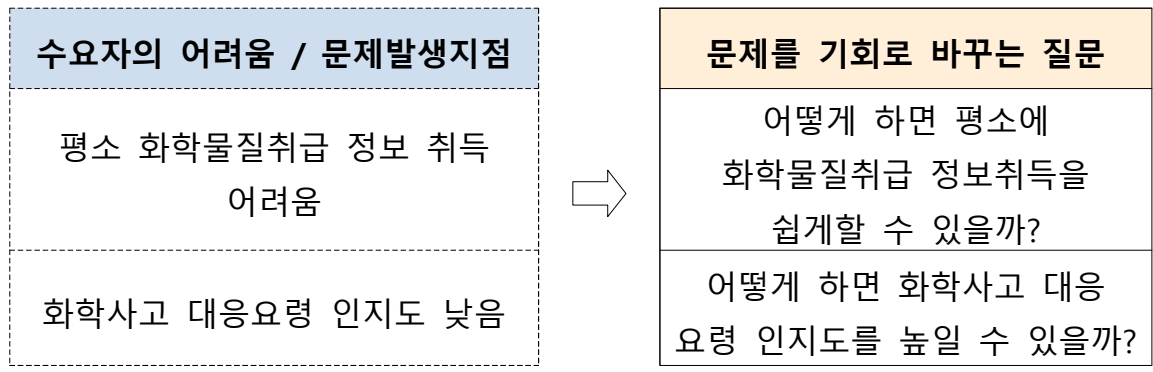 수요자의 어려움 / 문제발생지점
평소 화학물질취급 정보 취득
어려움
화학사고 대응요령 인지도 낮음
문제를 기회로 바꾸는 질문
어떻게 하면 평소에
화학물질취급 정보취득을
쉽게할 수 있을까?
어떻게 하면 화학사고 대응
요령 인지도를 높일 수 있을까?